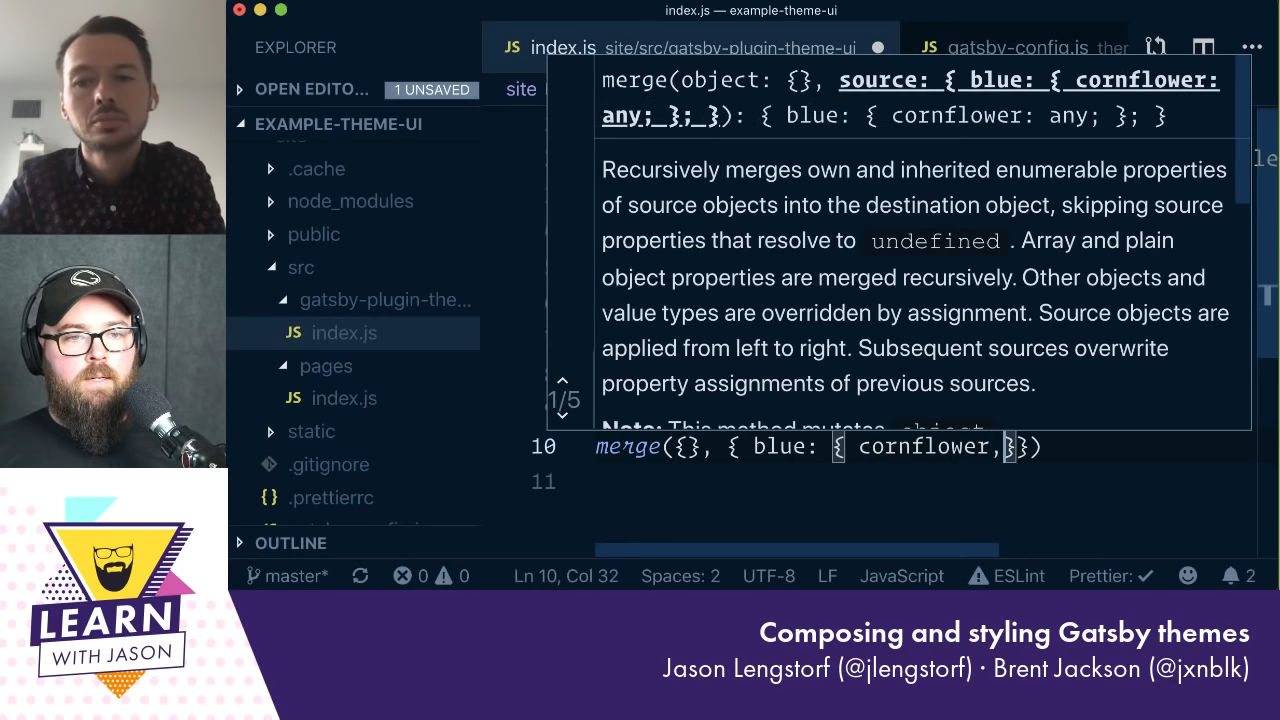 index.js — example-theme-ui
EXPLORER
JS index.js site/src/gatsby-plugin-theme-ui
JS gatsby-config.js ther
OPEN EDITO... 1 UNSAVED
site
EXAMPLE-THEME-UI
.cache
node_modules
public
src
gatsby-plugin-the...
JS index.js
pages
JS index.js
static
.gitignore
{ } .prettierrc
OUTLINE
merge(object: {}, source: { blue: { cornflower:
any; }; }): { blue: { cornflower: any; }; }
Recursively merges own and inherited enumerable properties
of source objects into the destination object, skipping source
properties that resolve to undefined . Array and plain
object properties are merged recursively. Other objects and
value types are overridden by assignment. Source objects are
applied from left to right. Subsequent sources overwrite
property assignments of previous sources.
Note: This method mutates object
1/5
10 merge({}, { blue: { cornflower,}})
11
master* 0 0 Ln 10, Col 32 Spaces: 2 UTF-8 LF JavaScript ESLint Prettier: 2
LEARN
WITH JASON
Composing and styling Gatsby themes
Jason Lengstorf (@jlengstorf) · Brent Jackson (@jxnblk)